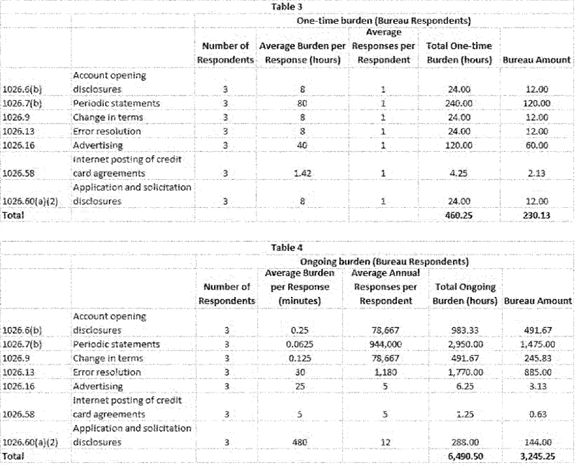 Table 3
One-time burden (Bureau Respondents)
Number of Respondents Average Burden per Response (hours) Average Responses per Respondent Total One-time Burden (hours) Bureau Amount
1026.6(b) Account opening disclosures 3 8 1 24.00 12.00
1026.7(b) Periodic statements 3 80 1 240.00 120.00
1026.9 Change in terms 3 8 1 24.00 12.00
1026.13 Error resolution 3 8 1 24.00 12.00
1026.16 Advertising 3 40 1 120.00 60.00
1026.58 Internet posting of credit card agreements 3 1.42 1 4.25 2.13
1026.60(a)(2) Application and solicitation disclosures 3 8 1 24.00 12.00
Total 460.25 230.13
Table 4
Ongoing burden (Bureau Respondents)
Number of Respondents Average Burden per Response (minutes) Average Annual Responses per Respondent Total Ongoing Burden (hours) Bureau Amount
1026.6(b) Account opening disclosures 3 0.25 78,667 983.33 491.67
1026.7(b) Periodic statements 3 0.0625 944,000 2,950.00 1,475.00
1026.9 Change in terms 3 0.125 78,667 491.67 245.83
1026.13 Error resolution 3 30 1,180 1,770.00 885.00
1026.16 Advertising 3 25 5 6.25 3.13
1026.58 Internet posting of credit card agreements 3 5 5 1.25 0.63
1026.60(a)(2) Application and solicitation disclosures 3 480 12 288.00 144.00
Total 6,490.50 3,245.25